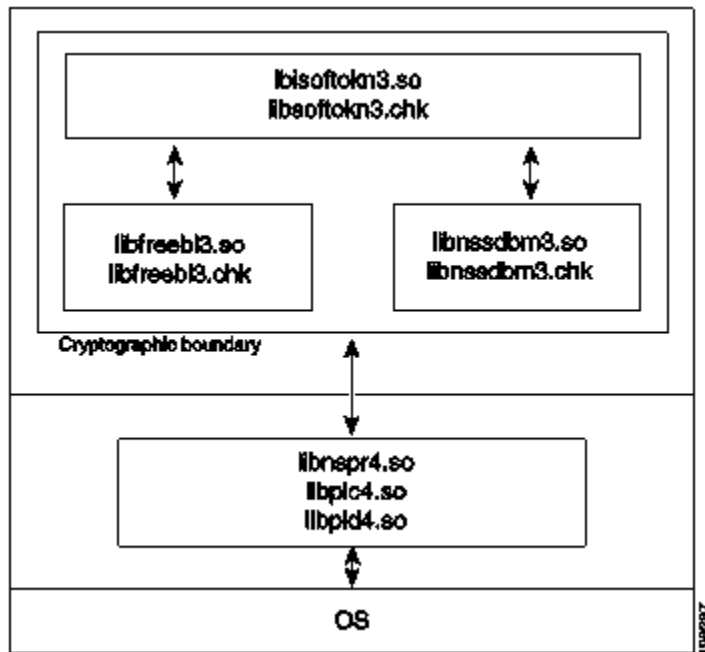 libsoftokn3.so
libsoftokn3.chk
libfreebl3.so
libfreebl3.chk
libnssdbm3.so
libnssdbm3.chk
Cryptographic boundary
libnspr4.so
libplc4.so
libpld4.so
OS